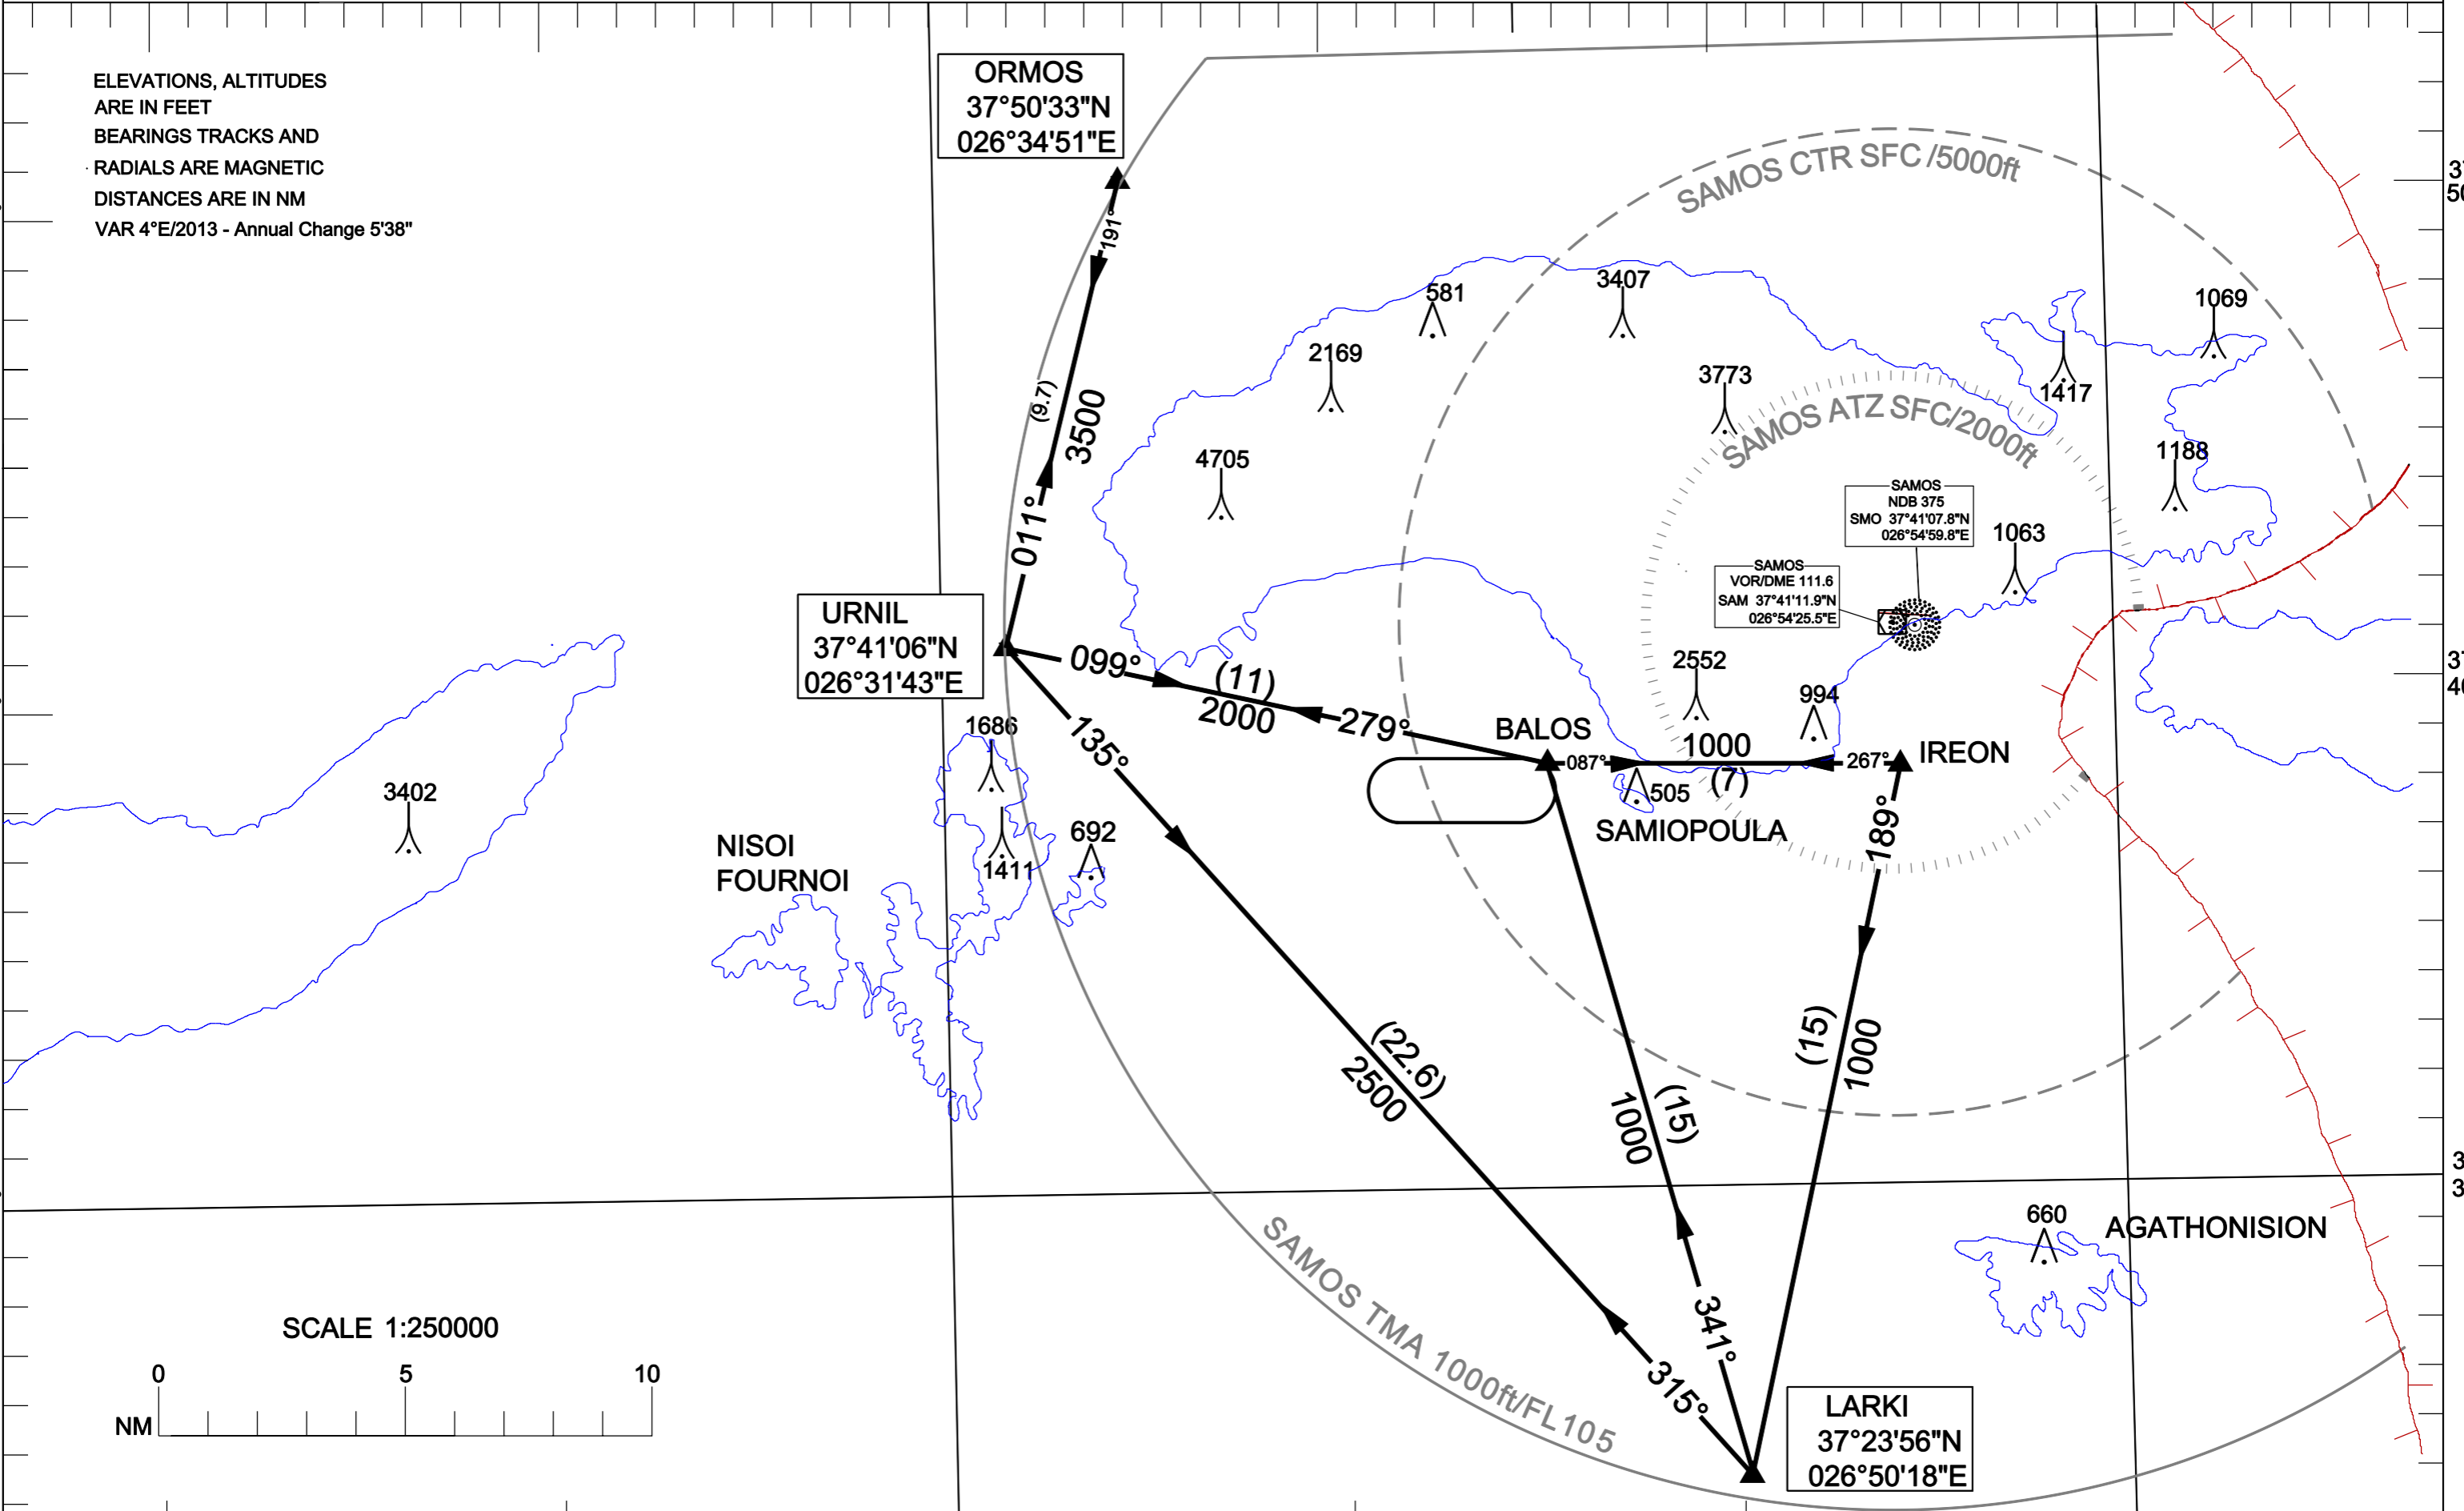 ELEVATIONS, ALTITUDES
ARE IN FEET
BEARINGS TRACKS AND
RADIALS ARE MAGNETIC
DISTANCES ARE IN NM
VAR 4°E/2013 - Annual Change 5'38"
ORMOS
37°50'33"N
026°34'51"E
SAMOS CTR SFC /5000ft
191°
(9.7)
3500
011°
581
3407
2169
3773
4705
1069
1417
1188
1063
SAMOS ATZ SFC/2000ft
SAMOS
NDB 375
SMO 37°41'07.8"N
026°54'59.8"E
SAMOS
VOR/DME 111.6
SAM 37°41'11.9"N
026°54'25.5"E
URNIL
37°41'06"N
026°31'43"E
099°
(11)
2000
279°
135°
2552
994
BALOS
087°
1000
(7)
267°
IREON
505
SAMIOPOULA
189°
1686
1411
692
3402
NISOI
FOURNOI
(22.6)
2500
(15)
1000
(15)
1000
341°
315°
660
AGATHONISION
SAMOS TMA 1000ft/FL105
LARKI
37°23'56"N
026°50'18"E
SCALE 1:250000
0 5 10
NM